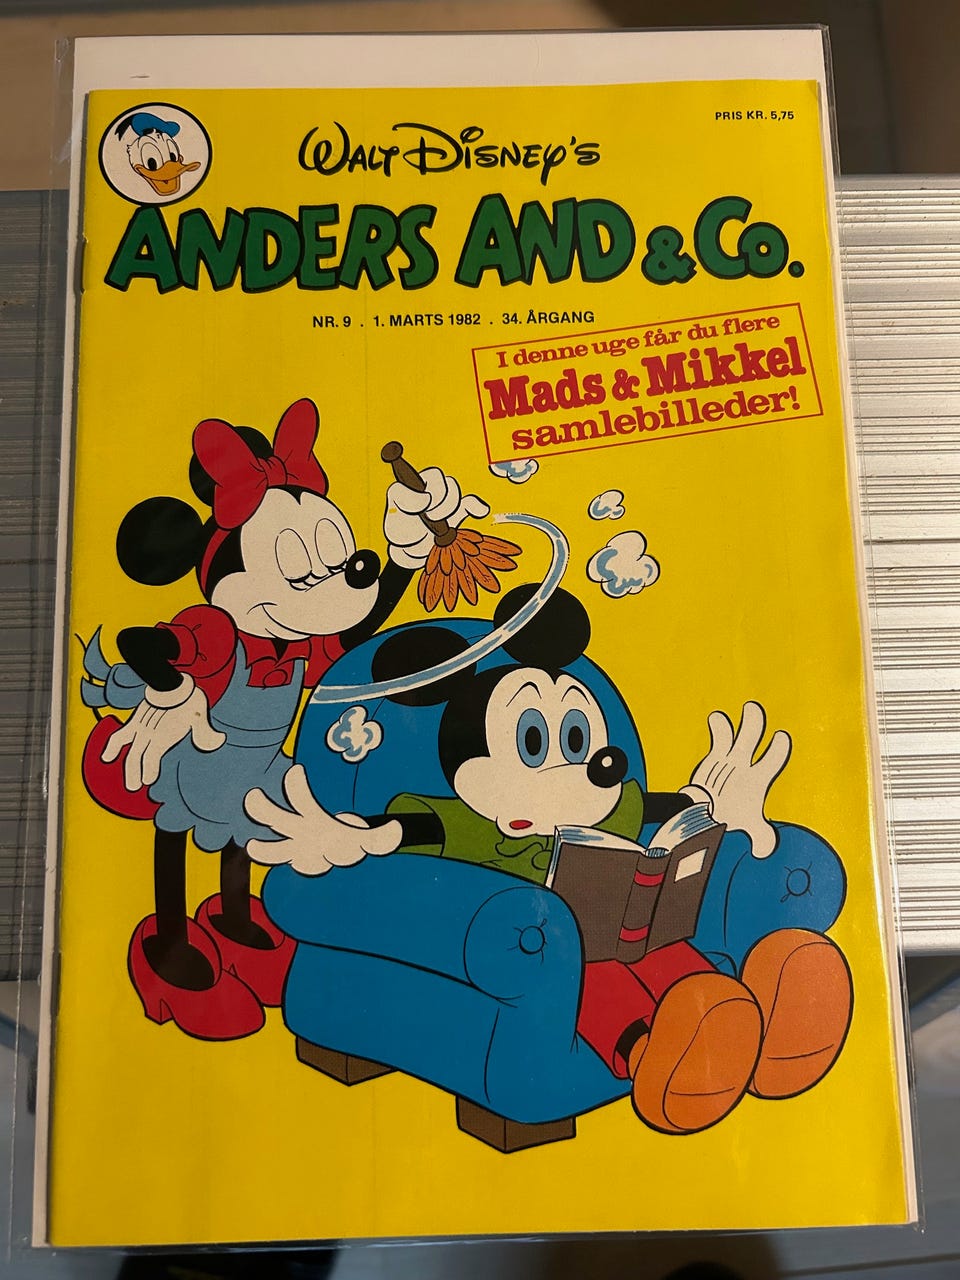 PRIS KR. 5,75
WALT DISNEY'S
ANDERS AND & CO.
NR. 9 . 1. MARTS 1982 . 34. ÅRGANG
I denne uge får du flere
Mads & Mikkel
samlebilleder!